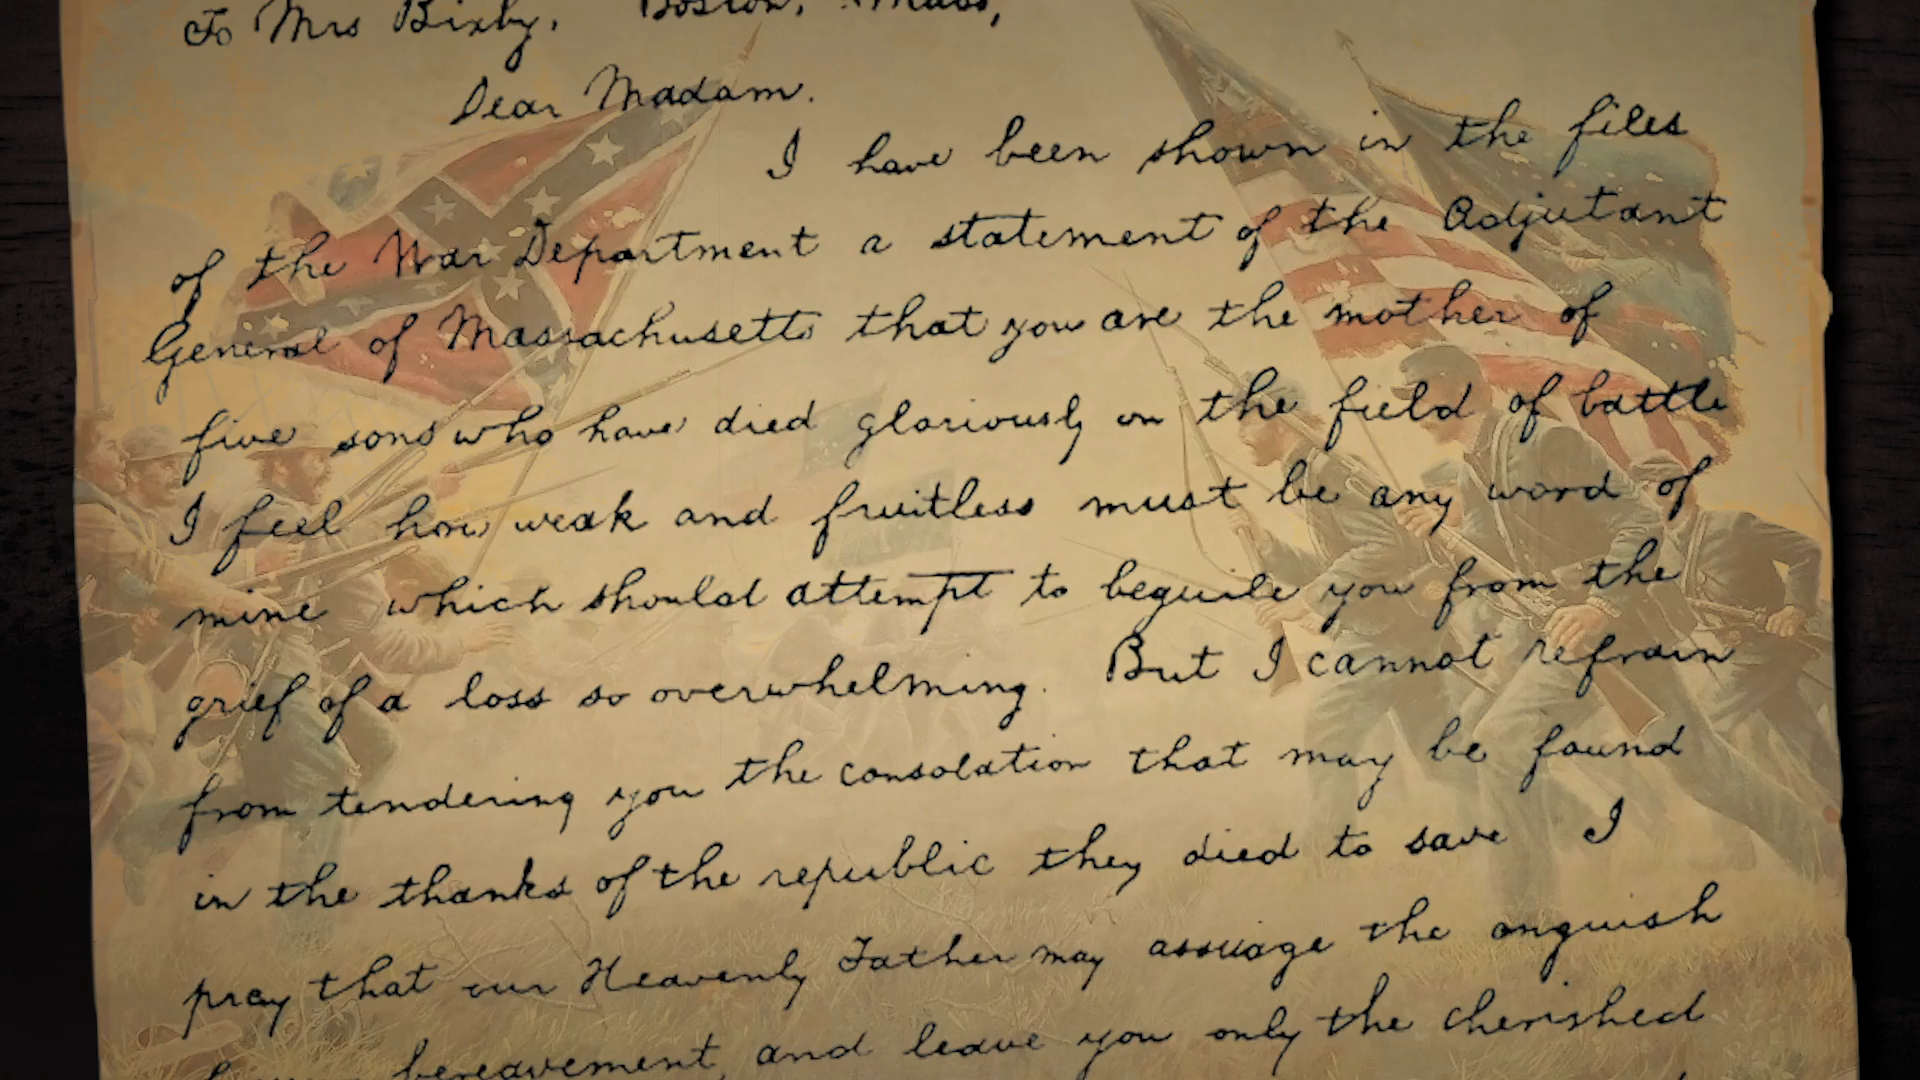 To Mrs Bixby, Boston, Mass,
Dear Madam.
I have been shown in the files
of the War Department a statement of the Adjutant
General of Massachusetts that you are the mother of
five sons who have died gloriously on the field of battle
I feel how weak and fruitless must be any word of
mine which should attempt to beguile you from the
grief of a loss so overwhelming. But I cannot refrain
from tendering you the consolation that may be found
in the thanks of the republic they died to save I
pray that our Heavenly Father may assuage the anguish
bereavement, and leave you only the cherished